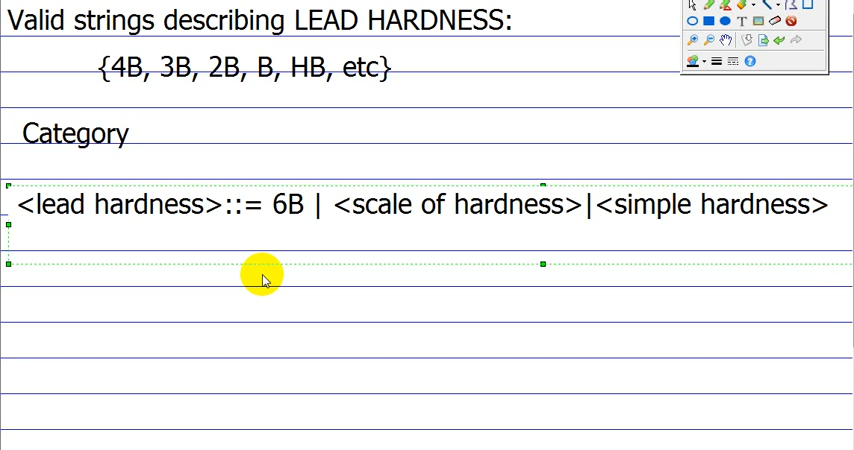 Valid strings describing LEAD HARDNESS:
{4B, 3B, 2B, B, HB, etc}
Category
<lead hardness>::= 6B | <scale of hardness>|<simple hardness>